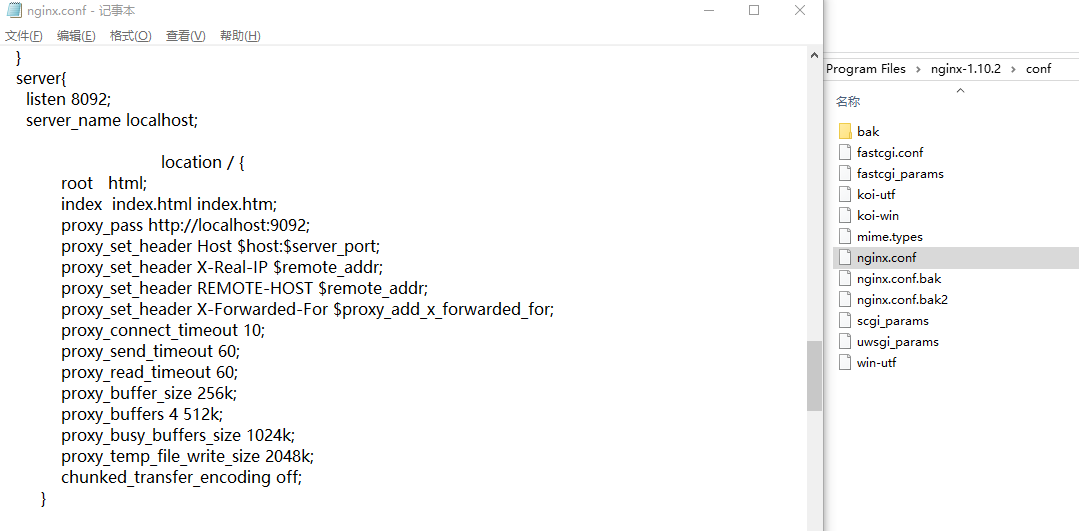 nginx.conf - 记事本
文件(F) 编辑(E) 格式(O) 查看(V) 帮助(H)
}
server{
listen 8092;
server_name localhost;
location / {
root html;
index index.html index.htm;
proxy_pass http://localhost:9092;
proxy_set_header Host $host:$server_port;
proxy_set_header X-Real-IP $remote_addr;
proxy_set_header REMOTE-HOST $remote_addr;
proxy_set_header X-Forwarded-For $proxy_add_x_forwarded_for;
proxy_connect_timeout 10;
proxy_send_timeout 60;
proxy_read_timeout 60;
proxy_buffer_size 256k;
proxy_buffers 4 512k;
proxy_busy_buffers_size 1024k;
proxy_temp_file_write_size 2048k;
chunked_transfer_encoding off;
}
Program Files > nginx-1.10.2 > conf
名称
bak
fastcgi.conf
fastcgi_params
koi-utf
koi-win
mime.types
nginx.conf
nginx.conf.bak
nginx.conf.bak2
scgi_params
uwsgi_params
win-utf